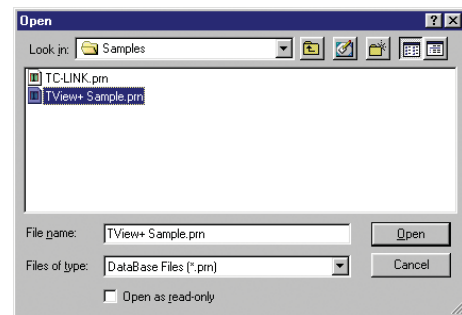 Open
Look in: Samples
TC-LINK.prn
TView+ Sample.prn
File name: TView+ Sample.prn Open
Files of type: DataBase Files (*.prn) Cancel
Open as read-only